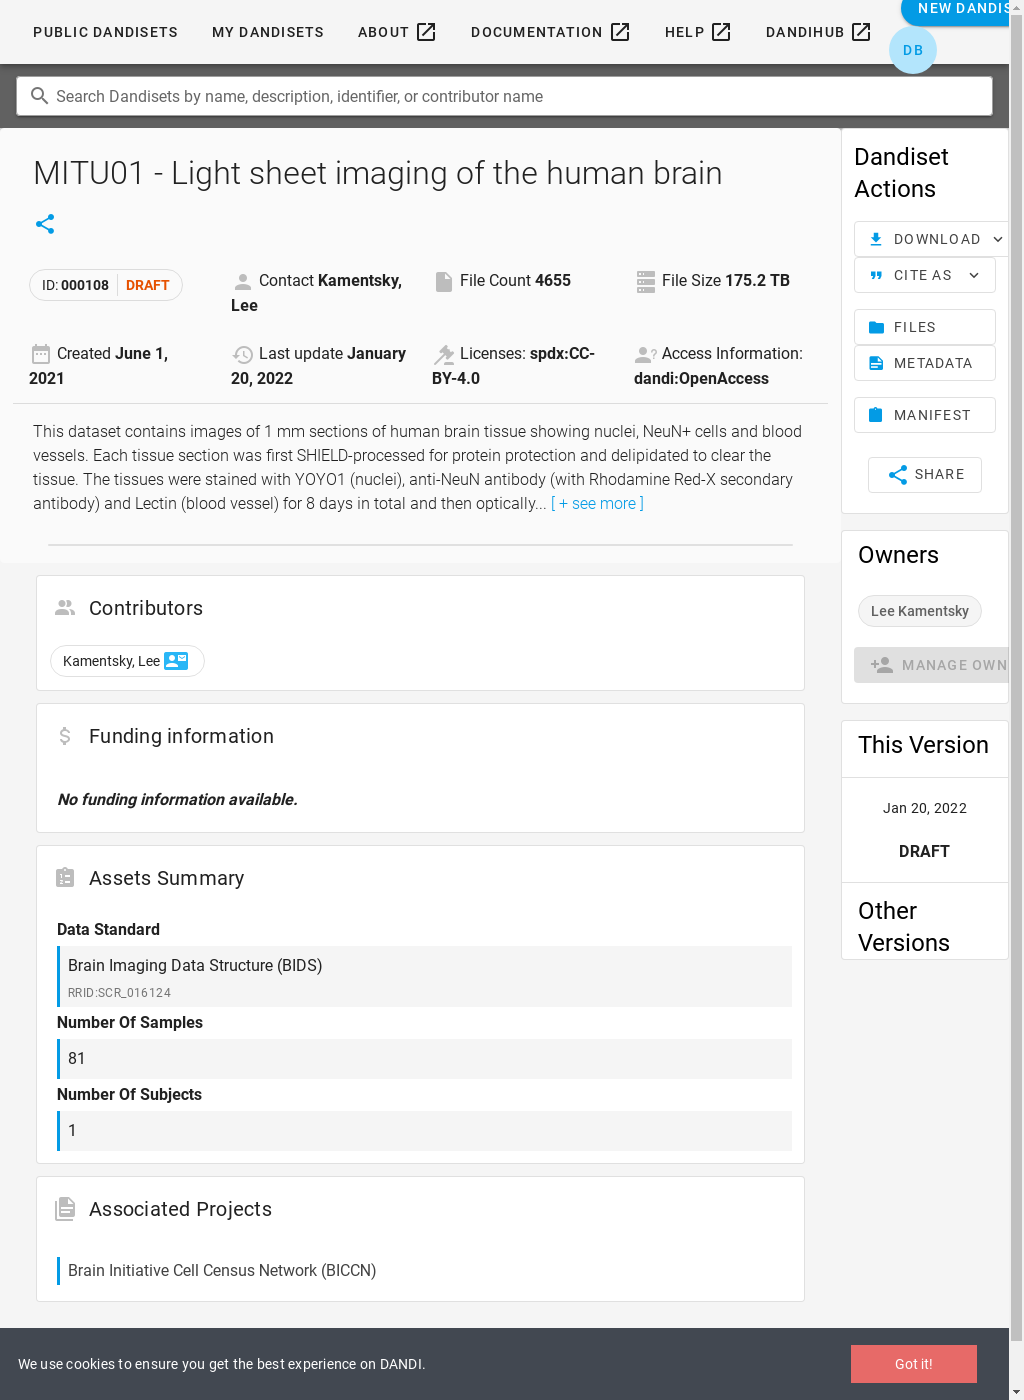 PUBLIC DANDISETS MY DANDISETS ABOUT DOCUMENTATION HELP DANDIHUB NEW DANDIS
DB
Search Dandisets by name, description, identifier, or contributor name
MITU01 - Light sheet imaging of the human brain
ID: 000108 DRAFT
Contact Kamentsky,
Lee
File Count 4655
File Size 175.2 TB
Created June 1,
2021
Last update January
20, 2022
Licenses: spdx:CC-
BY-4.0
Access Information:
dandi:OpenAccess
This dataset contains images of 1 mm sections of human brain tissue showing nuclei, NeuN+ cells and blood
vessels. Each tissue section was first SHIELD-processed for protein protection and delipidated to clear the
tissue. The tissues were stained with YOYO1 (nuclei), anti-NeuN antibody (with Rhodamine Red-X secondary
antibody) and Lectin (blood vessel) for 8 days in total and then optically... [ + see more ]
Contributors
Kamentsky, Lee
Funding information
No funding information available.
Assets Summary
Data Standard
Brain Imaging Data Structure (BIDS)
RRID:SCR_016124
Number Of Samples
81
Number Of Subjects
1
Associated Projects
Brain Initiative Cell Census Network (BICCN)
Dandiset
Actions
DOWNLOAD
CITE AS
FILES
METADATA
MANIFEST
SHARE
Owners
Lee Kamentsky
MANAGE OWN
This Version
Jan 20, 2022
DRAFT
Other
Versions
We use cookies to ensure you get the best experience on DANDI.
Got it!